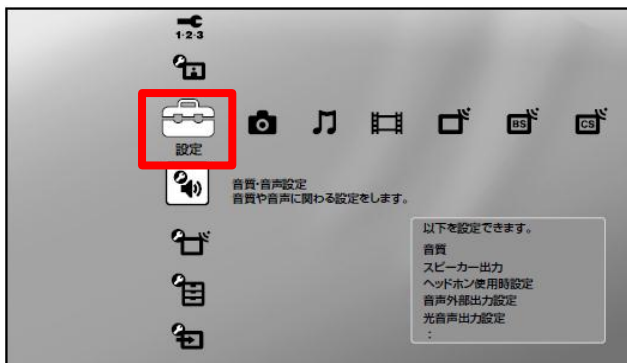 1-2-3
BS
CS
設定
音質・音声設定
音質や音声に関わる設定をします。
以下を設定できます。
音質
スピーカー出力
ヘッドホン使用時設定
音声外部出力設定
光音声出力設定
: